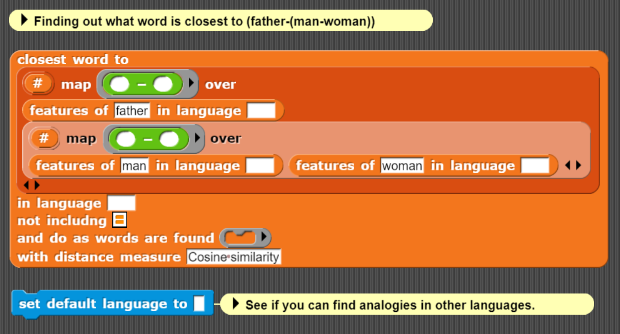 Finding out what word is closest to (father-(man-woman))
closest word to
# map ( - ) over
features of father in language
# map ( - ) over
features of man in language features of woman in language
in language
not includng
and do as words are found
with distance measure Cosine similarity
set default language to
See if you can find analogies in other languages.